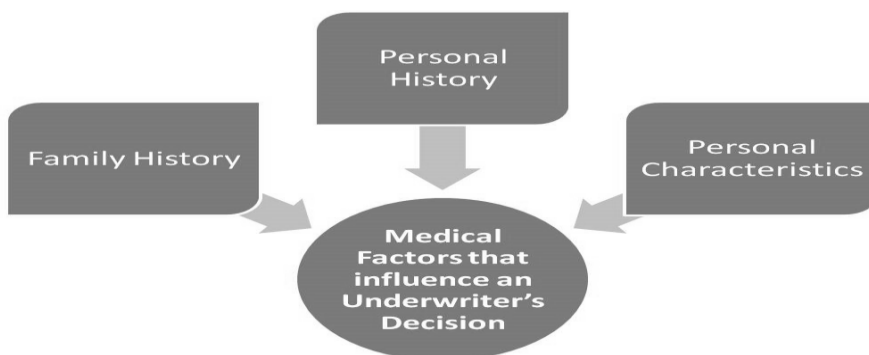 Personal
History
Family History
Personal
Characteristics
Medical
Factors that
influence an
Underwriter's
Decision